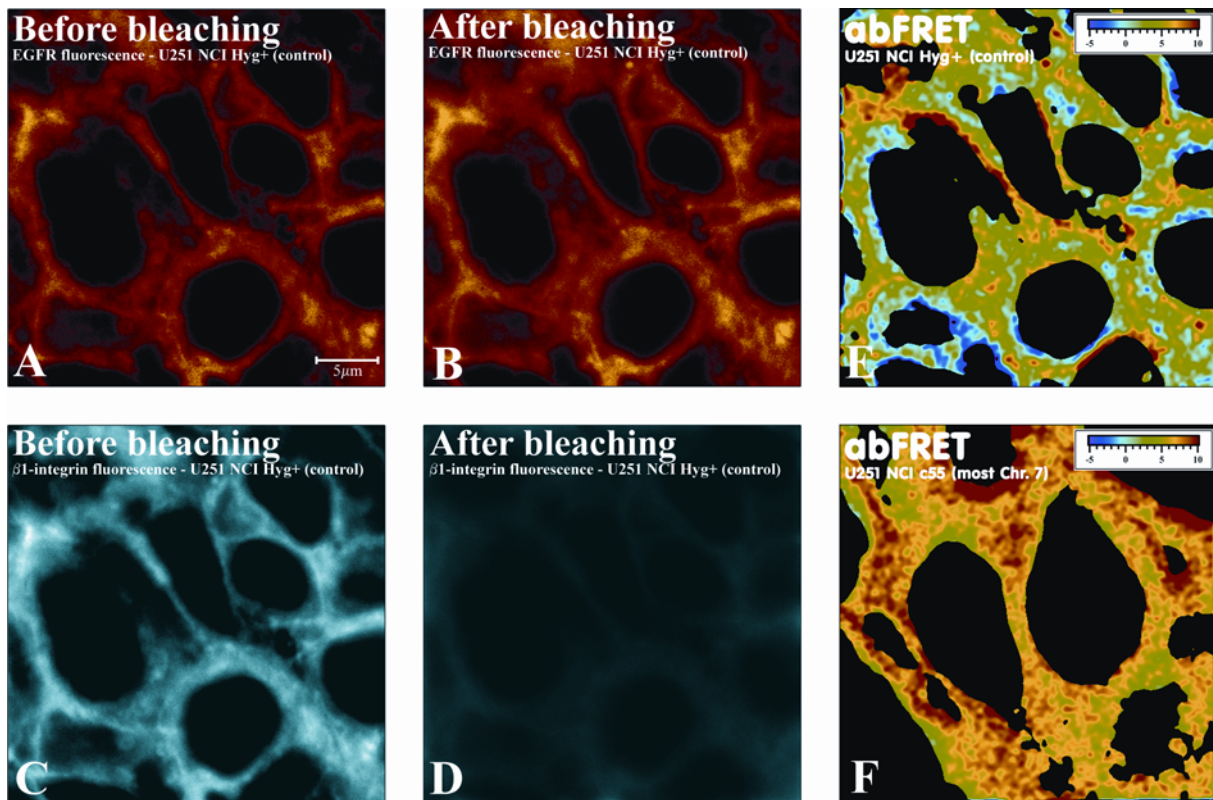 Before bleaching
EGFR fluorescence - U251 NCI Hyg+ (control)
A
5μm
After bleaching
EGFR fluorescence - U251 NCI Hyg+ (control)
B
abFRET
U251 NCI Hyg+ (control)
-5 0 5 10
E
Before bleaching
β1-integrin fluorescence - U251 NCI Hyg+ (control)
C
After bleaching
β1-integrin fluorescence - U251 NCI Hyg+ (control)
D
abFRET
U251 NCI c55 (most Chr. 7)
-5 0 5 10
F